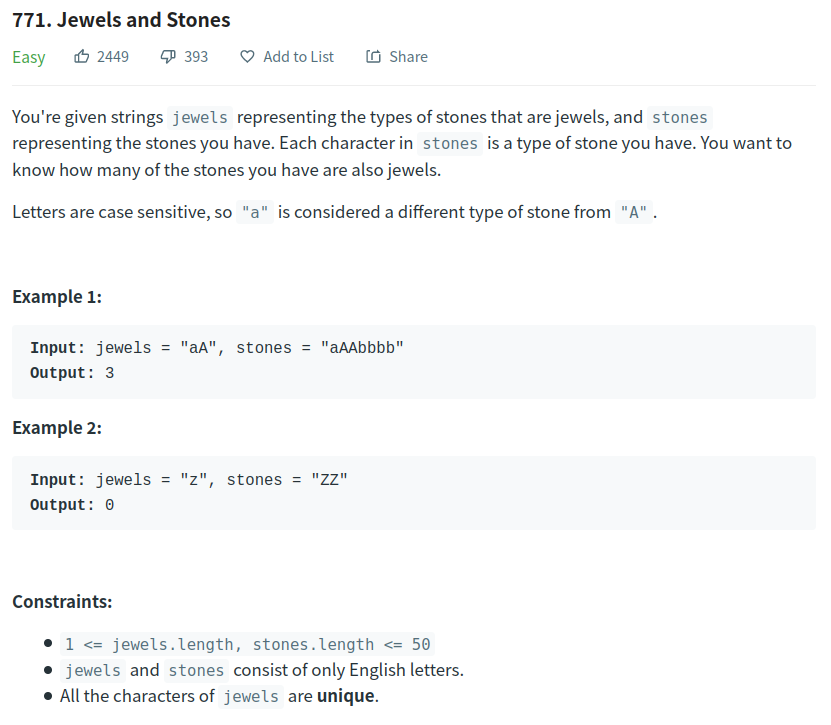 771. Jewels and Stones
Easy 2449 393 Add to List Share
You're given strings jewels representing the types of stones that are jewels, and stones
representing the stones you have. Each character in stones is a type of stone you have. You want to
know how many of the stones you have are also jewels.
Letters are case sensitive, so "a" is considered a different type of stone from "A".
Example 1:
Input: jewels = "aA", stones = "aAAbbbb"
Output: 3
Example 2:
Input: jewels = "z", stones = "ZZ"
Output: 0
Constraints:
• 1 <= jewels.length, stones.length <= 50
• jewels and stones consist of only English letters.
• All the characters of jewels are unique.